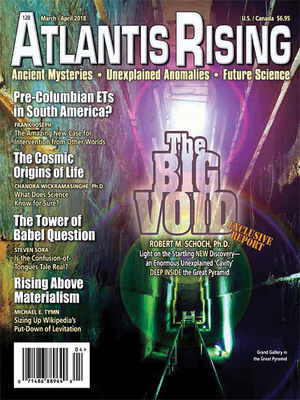 128
March / April 2018
U.S. / Canada $6.95
ATLANTIS RISING
Ancient Mysteries • Unexplained Anomalies • Future Science
Pre-Columbian ETs
in South America?
FRANK JOSEPH
The Amazing New Case for
Intervention from Other Worlds
The Cosmic
Origins of Life
CHANDRA WICKRAMASINGHE, Ph.D.
What Does Science
Know for Sure?
The Tower of
Babel Question
STEVEN SORA
Is the Confusion-of-
Tongues Tale Real?
Rising Above
Materialism
MICHAEL E. TYMN
Sizing Up Wikipedia's
Put-Down of Levitation
The
BIG
VOID
EXCLUSIVE
REPORT
ROBERT M. SCHOCH, Ph.D.
Light on the Startling NEW Discovery—
an Enormous Unexplained 'Cavity'
DEEP INSIDE the Great Pyramid
04>
0 71486 88964 8
Grand Gallery in
the Great Pyramid